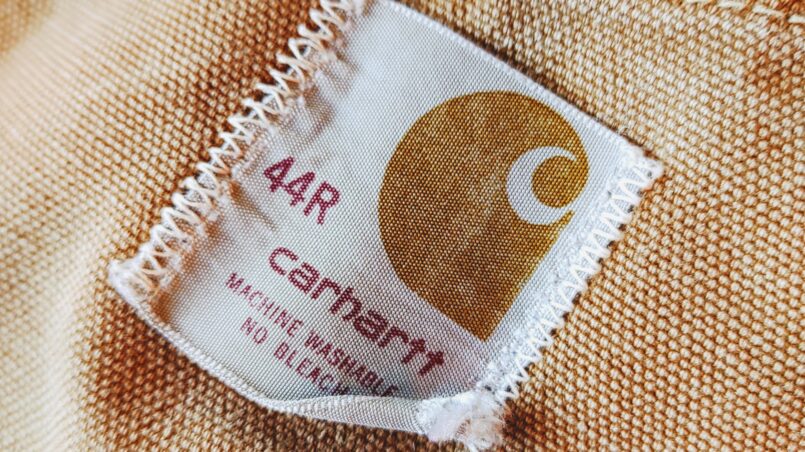 44R
carhartt
MACHINE WASHABLE
NO BLEACH